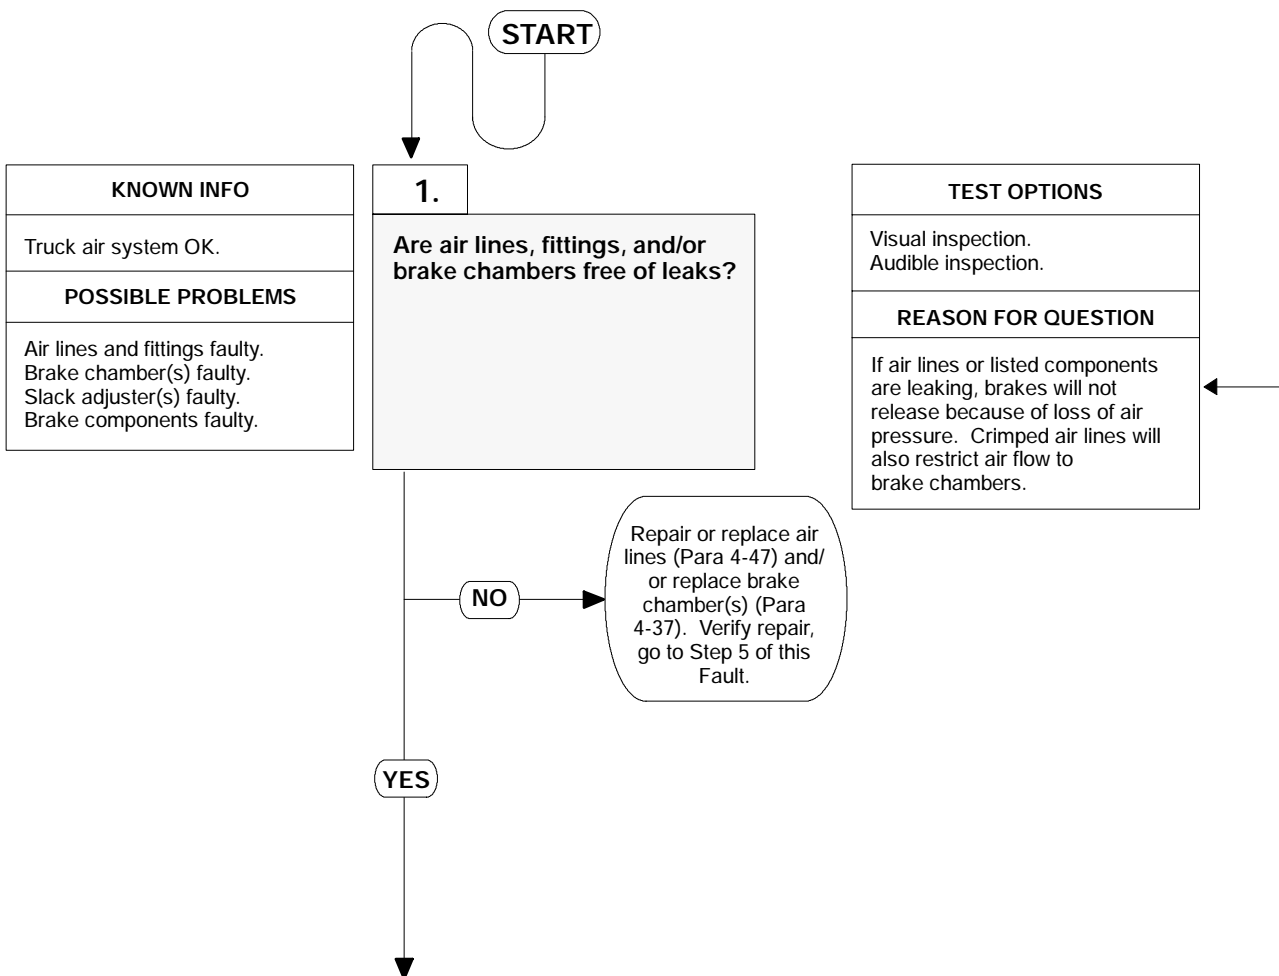 START
KNOWN INFO
Truck air system OK.
POSSIBLE PROBLEMS
Air lines and fittings faulty.
Brake chamber(s) faulty.
Slack adjuster(s) faulty.
Brake components faulty.
1.
Are air lines, fittings, and/or
brake chambers free of leaks?
TEST OPTIONS
Visual inspection.
Audible inspection.
REASON FOR QUESTION
If air lines or listed components
are leaking, brakes will not
release because of loss of air
pressure.  Crimped air lines will
also restrict air flow to
brake chambers.
NO
Repair or replace air
lines (Para 4-47) and/
or replace brake
chamber(s) (Para
4-37).  Verify repair,
go to Step 5 of this
Fault.
YES